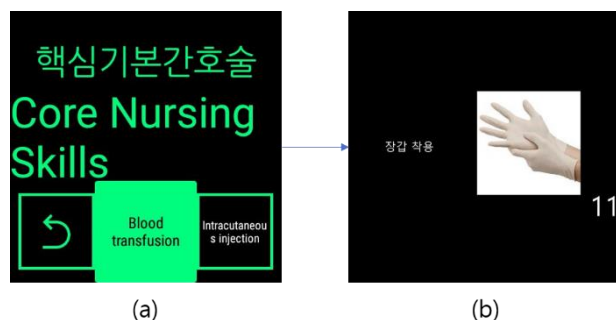 핵심기본간호술
Core Nursing
Skills
Blood
transfusion
Intracutaneou
s injection
장갑 착용
11
(a)
(b)